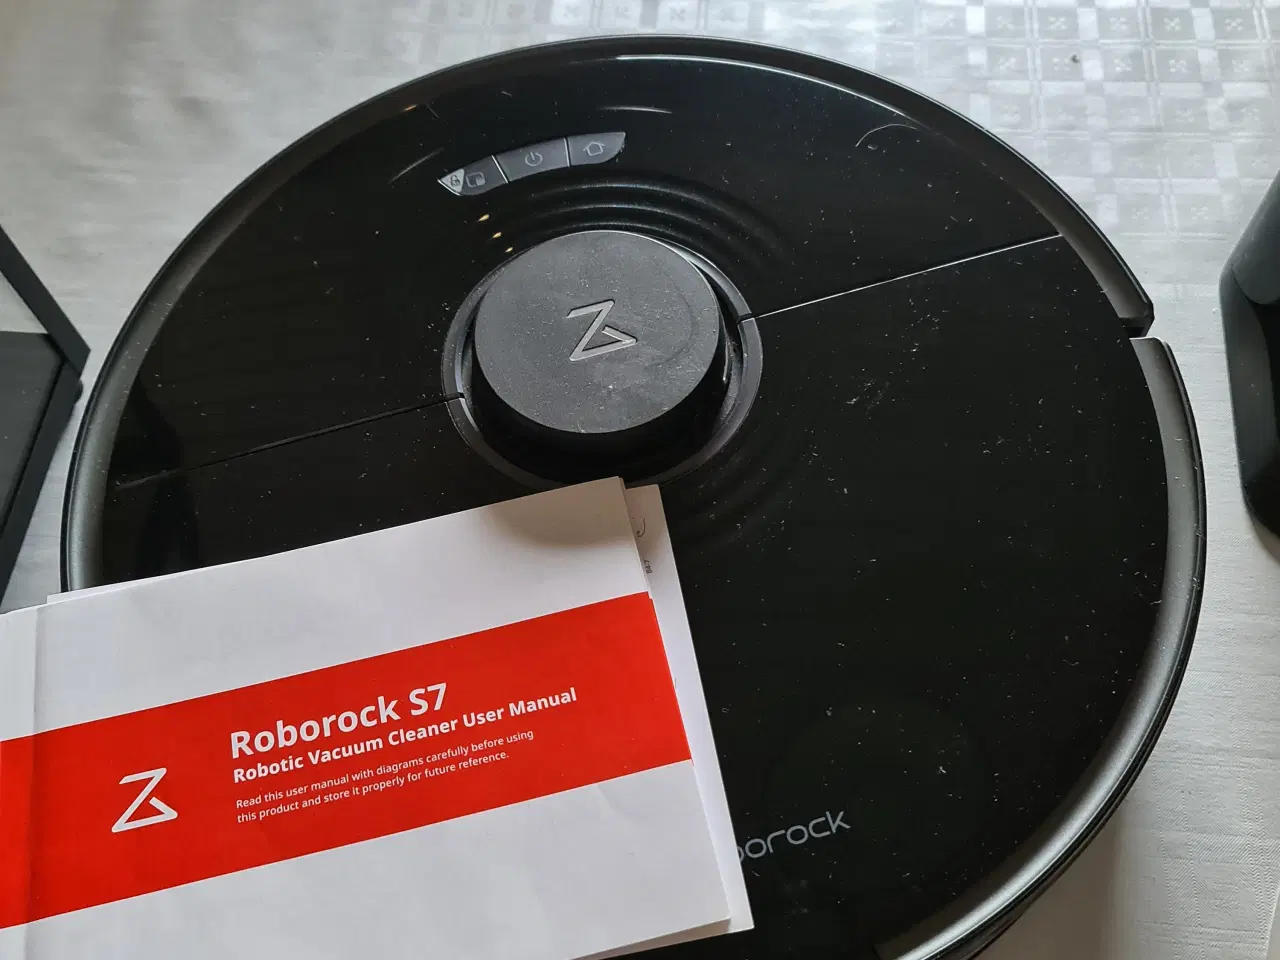 Roborock S7
Robotic Vacuum Cleaner User Manual
Read this user manual with diagrams carefully before using
this product and store it properly for future reference.
borock